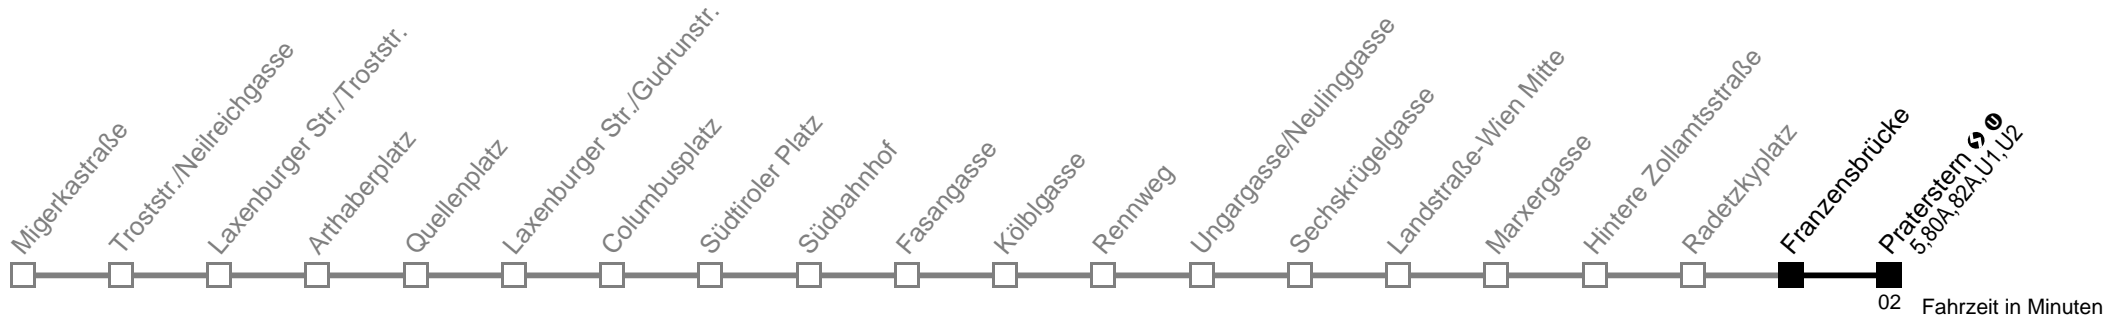 Migerkastraße
Troststr./Neilreichgasse
Laxenburger Str./Troststr.
Arthaberplatz
Quellenplatz
Laxenburger Str./Gudrunstr.
Columbusplatz
Südtiroler Platz
Südbahnhof
Fasangasse
Kölblgasse
Rennweg
Ungargasse/Neulinggasse
Sechskrügelgasse
Landstraße-Wien Mitte
Marxergasse
Hintere Zollamtsstraße
Radetzkyplatz
Franzensbrücke
Praterstern S U
5,80A,82A,U1,U2
02 Fahrzeit in Minuten